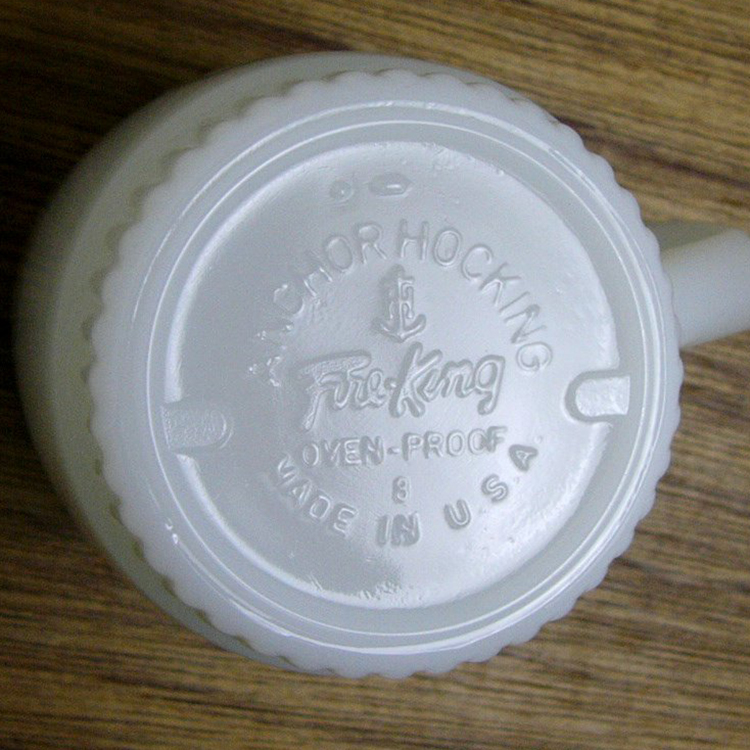 ANCHOR HOCKING
Fire-King
OVEN-PROOF
8
MADE IN U S A